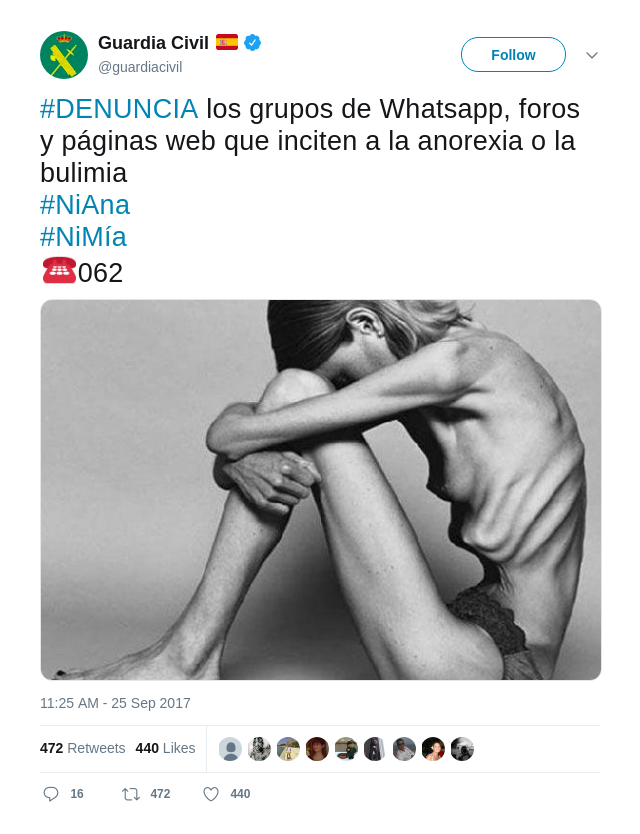 Guardia Civil 🇪🇸
@guardiacivil
Follow
#DENUNCIA los grupos de Whatsapp, foros
y páginas web que inciten a la anorexia o la
bulimia
#NiAna
#NiMía
☎️062
11:25 AM - 25 Sep 2017
472 Retweets 440 Likes
16 472 440